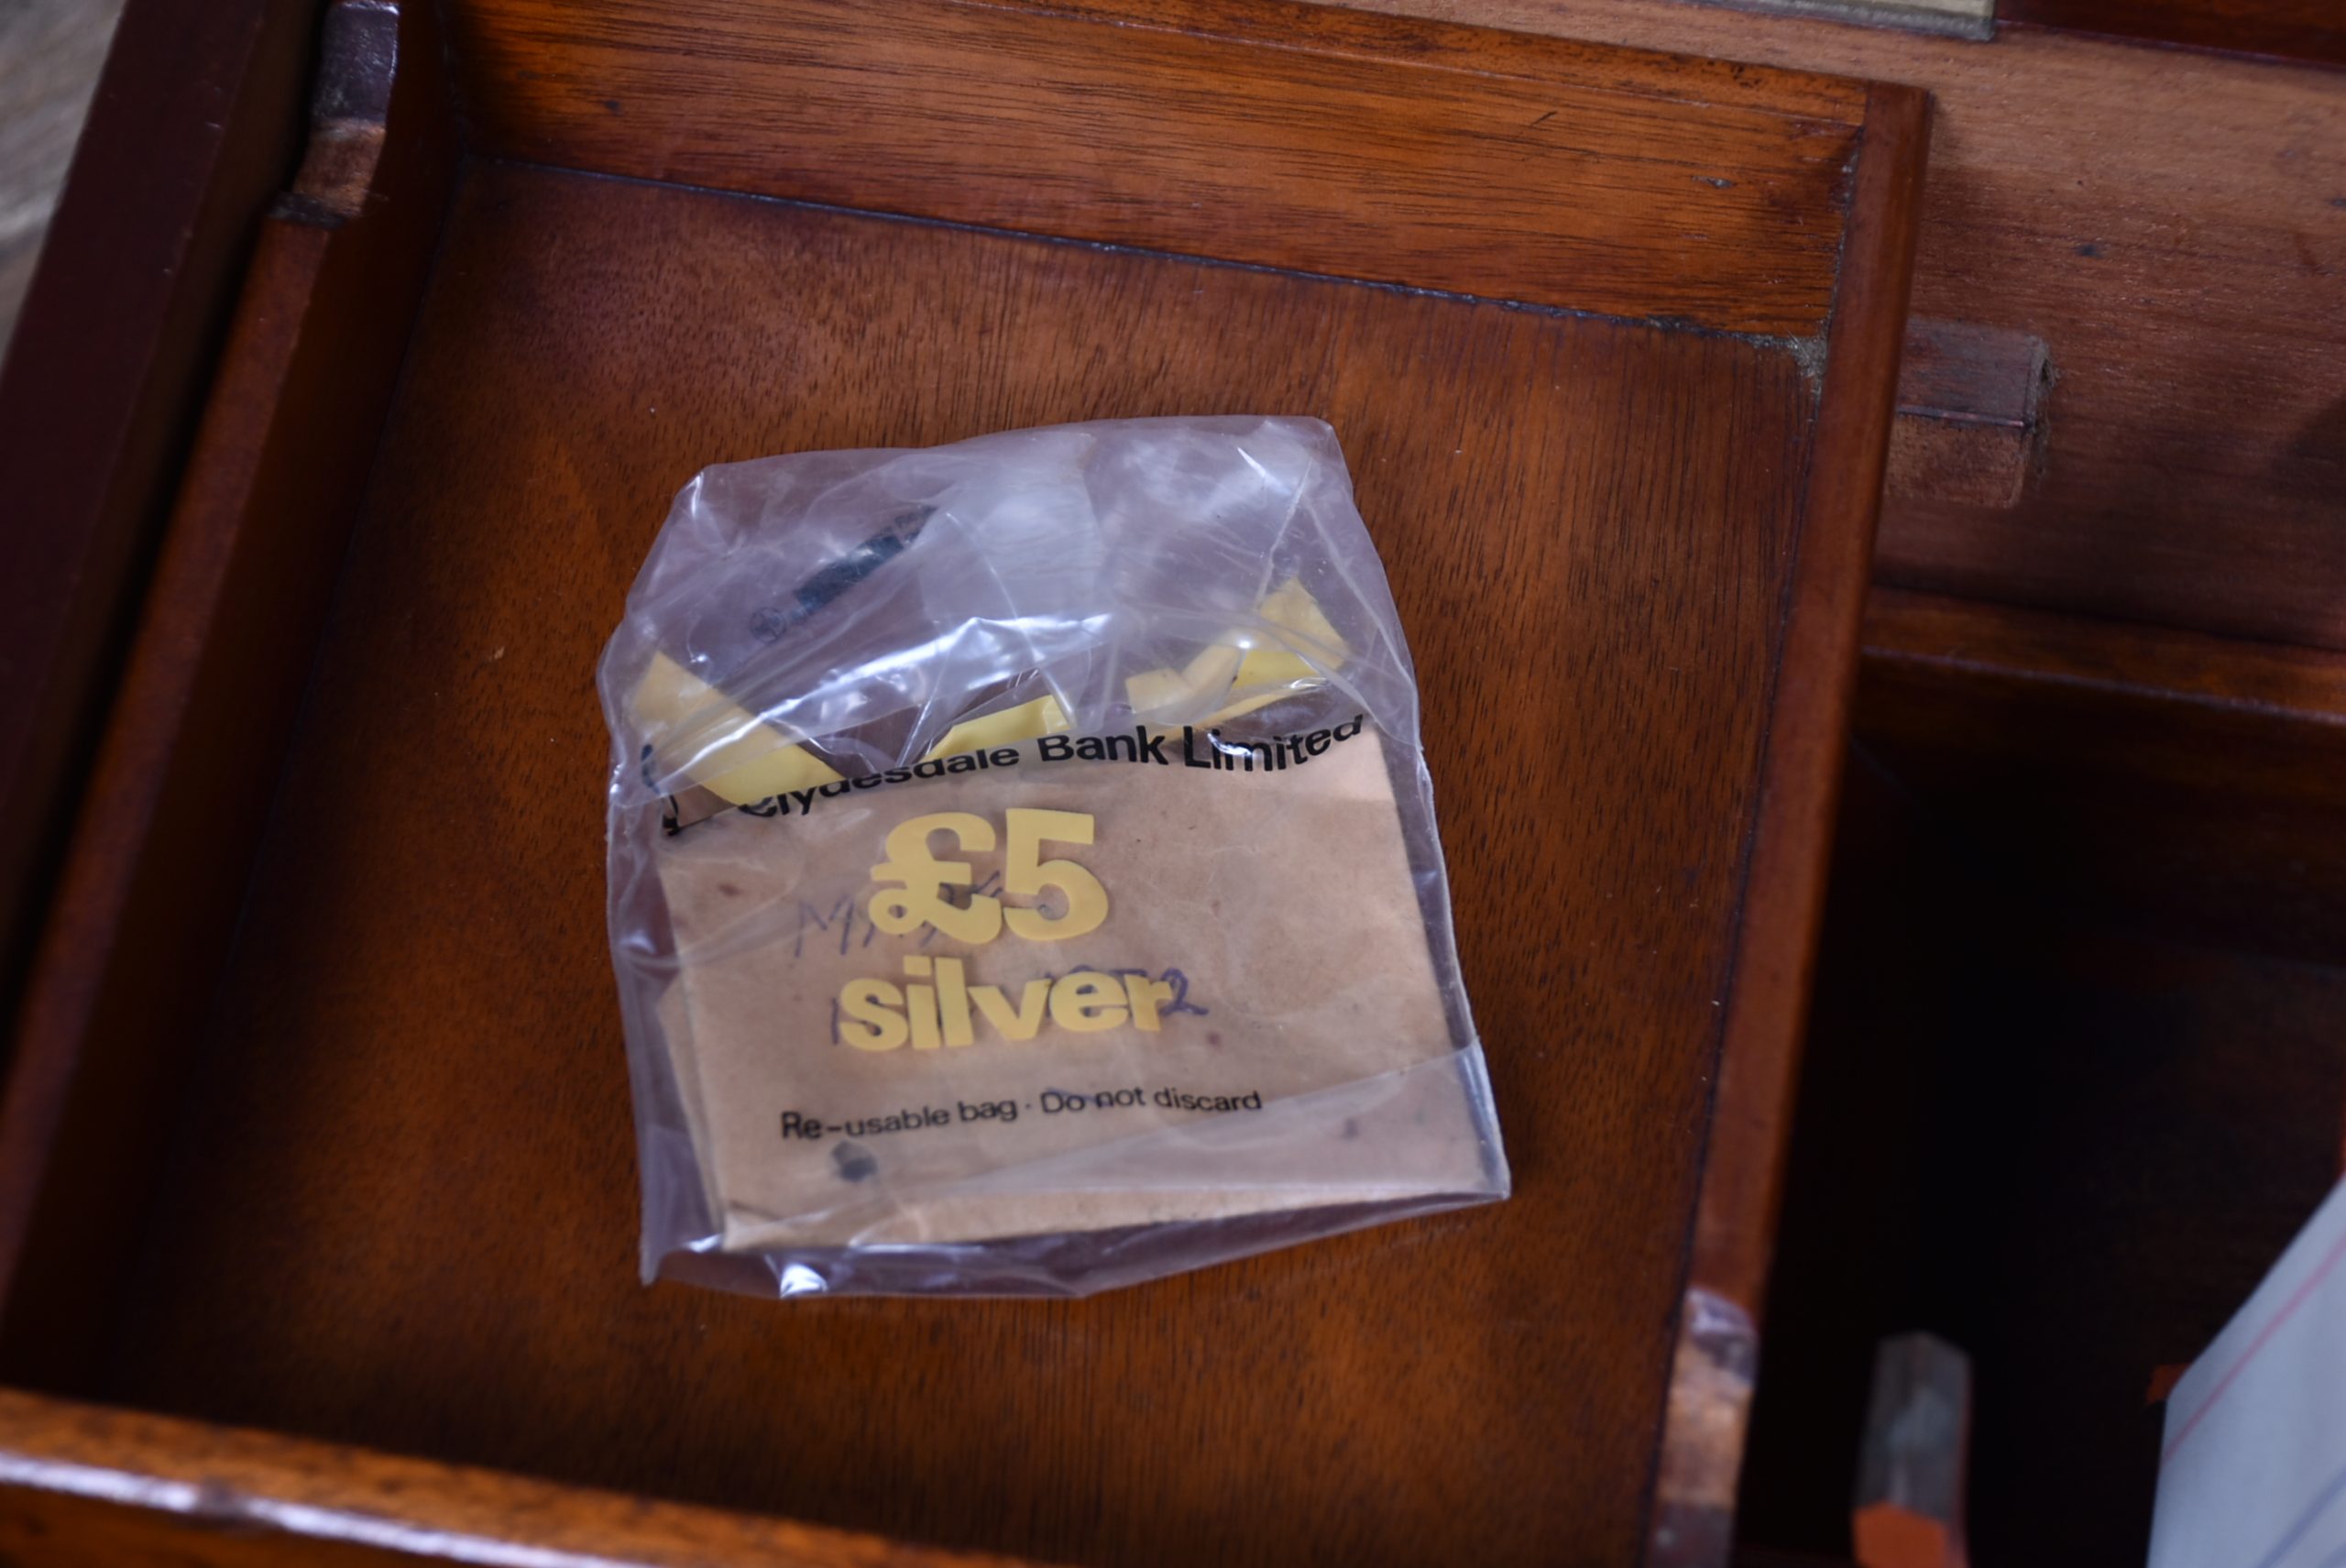 Clydesdale Bank Limited
£5
silver
Re-usable bag · Do not discard